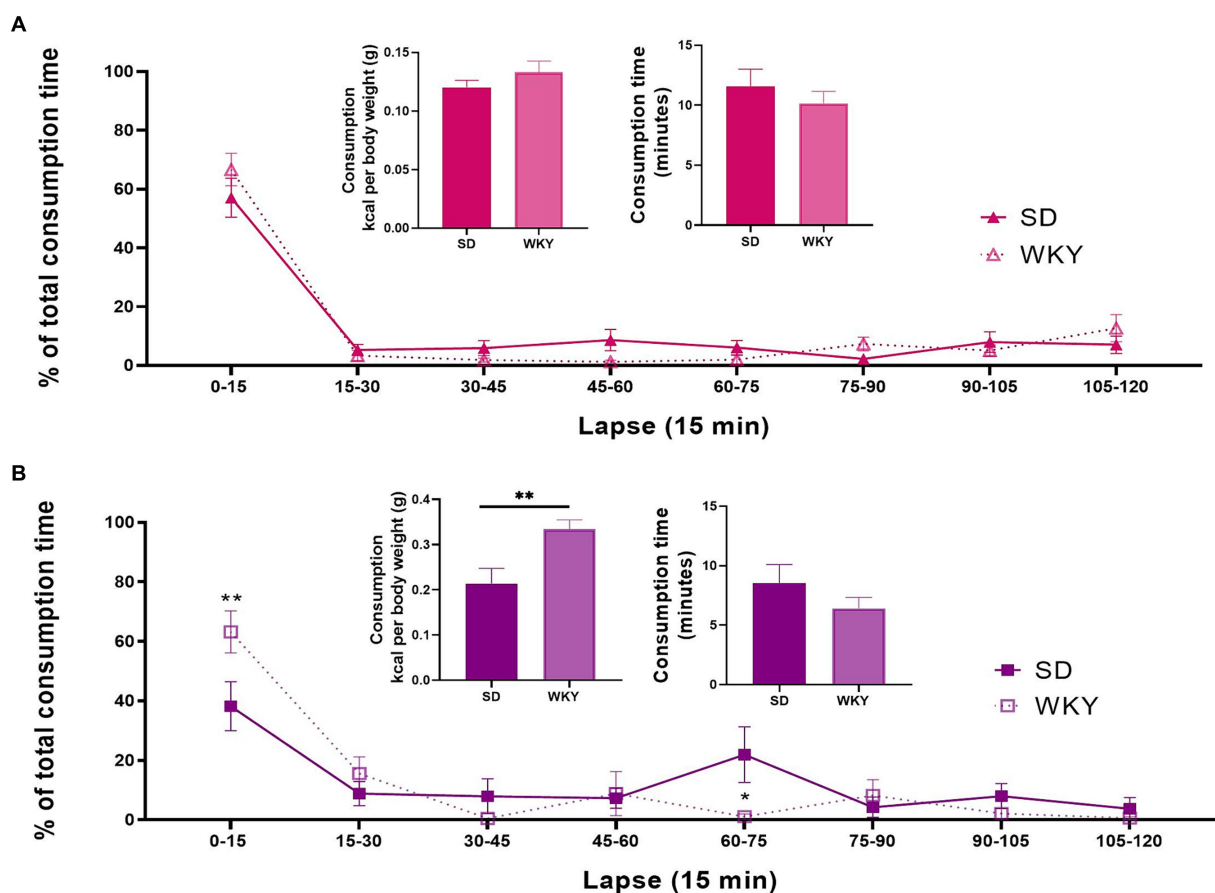 A
% of total consumption time
100
80
60
40
20
0
0-15
15-30
30-45
45-60
60-75
75-90
90-105
105-120
Lapse (15 min)
Consumption
kcal per body weight (g)
0.15
0.10
0.05
0.00
SD
WKY
Consumption time
(minutes)
15
10
5
0
SD
WKY
SD
WKY
B
% of total consumption time
100
80
60
40
20
0
**
*
0-15
15-30
30-45
45-60
60-75
75-90
90-105
105-120
Lapse (15 min)
Consumption
kcal per body weight (g)
0.4
0.3
0.2
0.1
0.0
**
SD
WKY
Consumption time
(minutes)
15
10
5
0
SD
WKY
SD
WKY